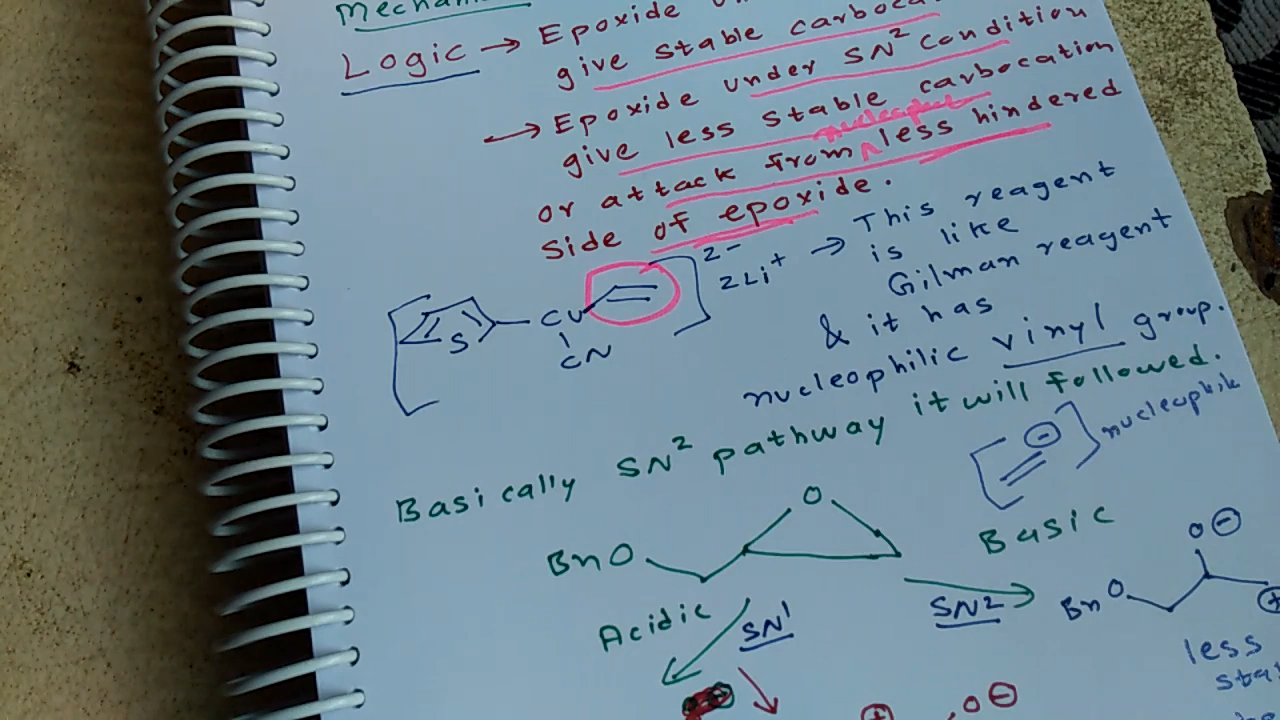 Logic → Epoxide
give stable
→ Epoxide under SN² condition
give less stable carbocation
or attack from nucleophile less hindered
side of epoxide.
S Cu CN ]²⁻ 2Li⁺ → This reagent
is like
Gilman reagent
& it has
nucleophilic vinyl group.
Basically SN² pathway it will followed.
⊖
O
BnO
Basic
SN2
O⊖
BnO
⊕
less
Acidic
SN¹
⊕ O⊖